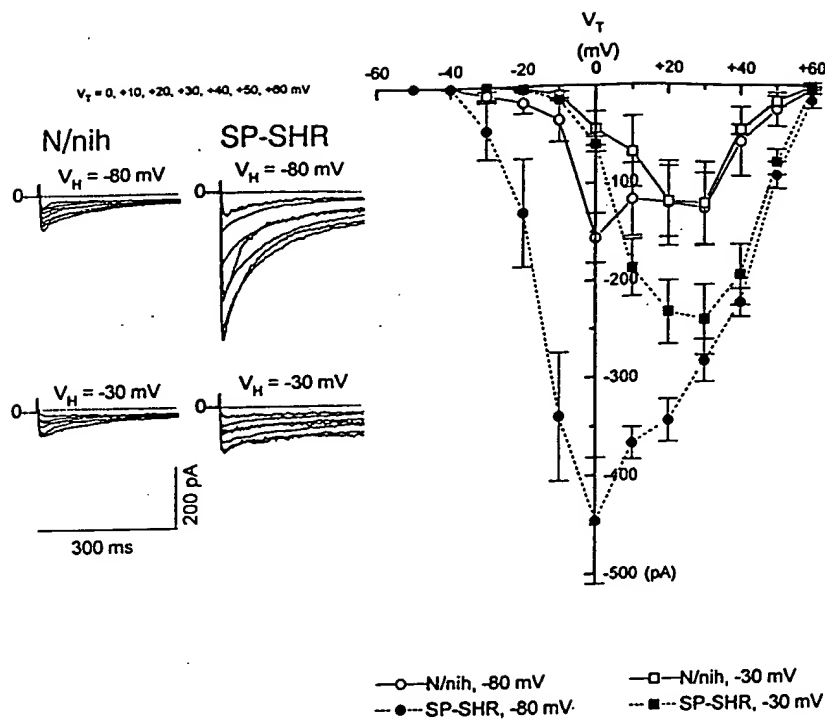 V_T = 0, +10, +20, +30, +40, +50, +60 mV
N/nih
SP-SHR
V_H = -80 mV
V_H = -80 mV
0
0
V_H = -30 mV
V_H = -30 mV
0
0
200 pA
300 ms
V_T
(mV)
-60
-40
-20
0
+20
+40
+60
-100
-200
-300
-400
-500 (pA)
N/nih, -80 mV
N/nih, -30 mV
SP-SHR, -80 mV
SP-SHR, -30 mV